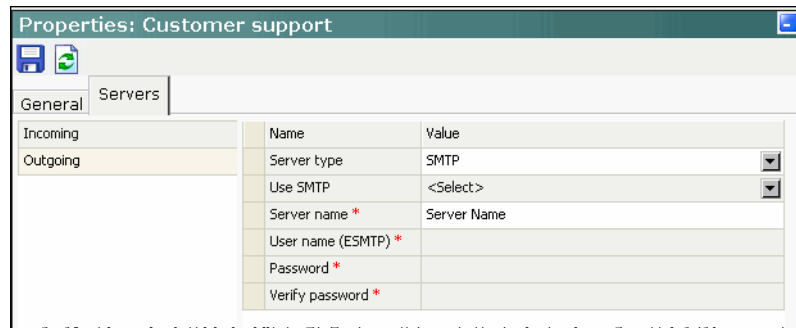 Properties: Customer support
General Servers
Incoming
Outgoing
Name Value
Server type SMTP
Use SMTP <Select>
Server name * Server Name
User name (ESMTP) *
Password *
Verify password *